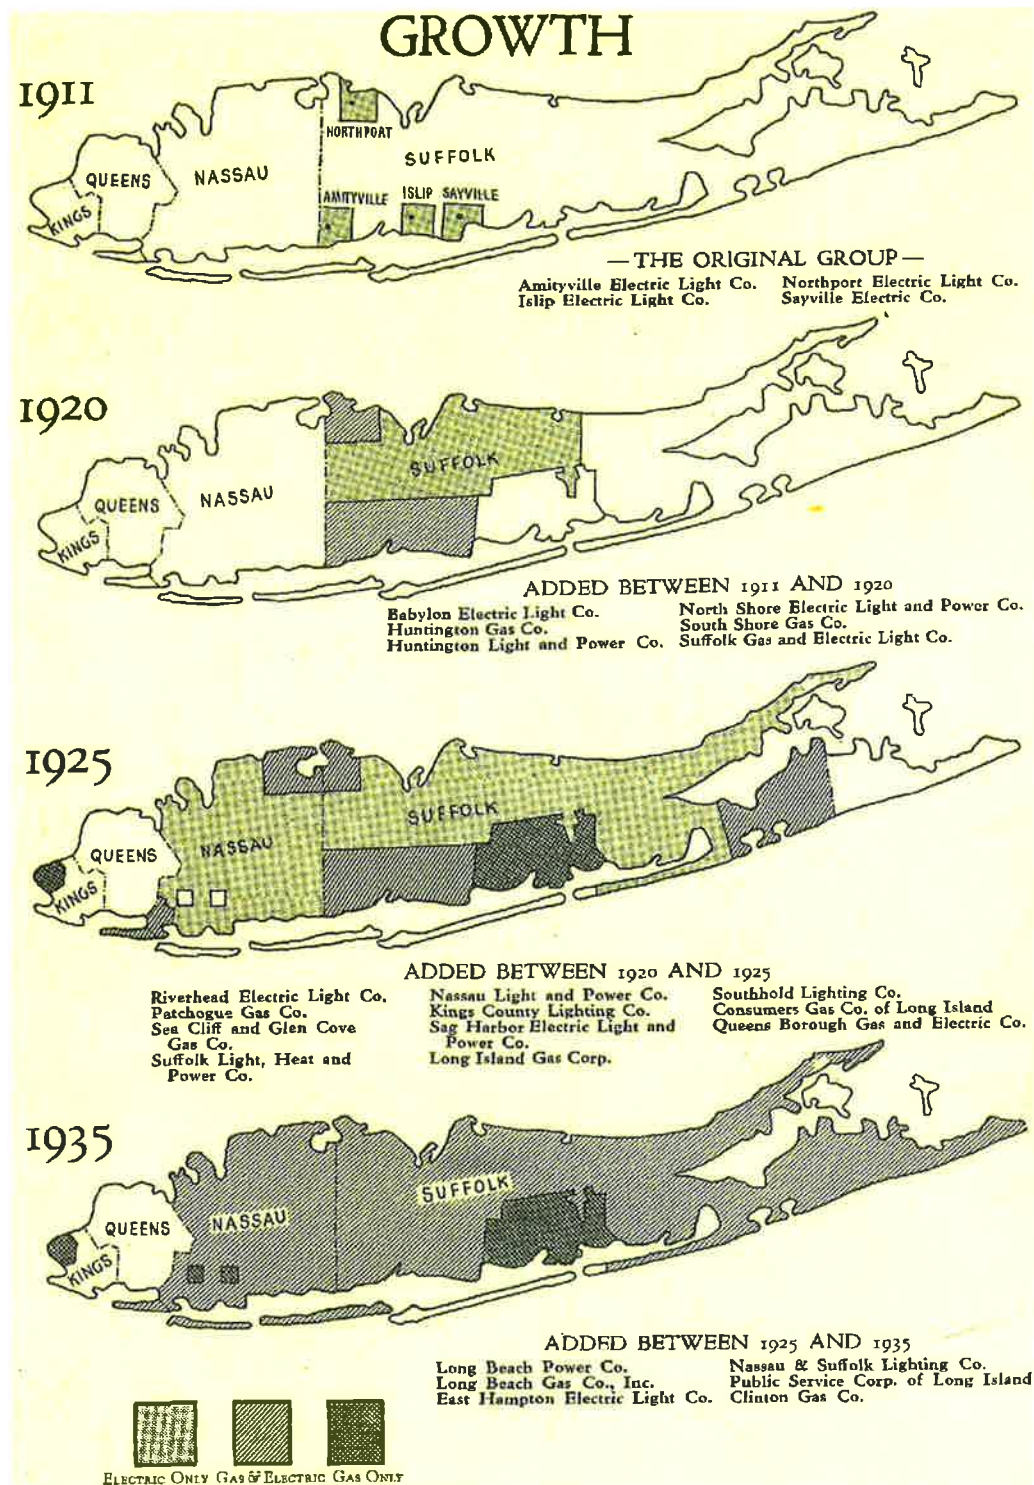 GROWTH
1911
QUEENS
KINGS
NASSAU
NORTHPORT
SUFFOLK
AMITYVILLE
ISLIP
SAYVILLE
—THE ORIGINAL GROUP—
Amityville Electric Light Co.
Islip Electric Light Co.
Northport Electric Light Co.
Sayville Electric Co.
1920
QUEENS
KINGS
NASSAU
SUFFOLK
ADDED BETWEEN 1911 AND 1920
Babylon Electric Light Co.
Huntington Gas Co.
Huntington Light and Power Co.
North Shore Electric Light and Power Co.
South Shore Gas Co.
Suffolk Gas and Electric Light Co.
1925
QUEENS
KINGS
NASSAU
SUFFOLK
ADDED BETWEEN 1920 AND 1925
Riverhead Electric Light Co.
Patchogue Gas Co.
Sea Cliff and Glen Cove
Gas Co.
Suffolk Light, Heat and
Power Co.
Nassau Light and Power Co.
Kings County Lighting Co.
Sag Harbor Electric Light and
Power Co.
Long Island Gas Corp.
Southhold Lighting Co.
Consumers Gas Co. of Long Island
Queens Borough Gas and Electric Co.
1935
QUEENS
KINGS
NASSAU
SUFFOLK
ADDED BETWEEN 1925 AND 1935
Long Beach Power Co.
Long Beach Gas Co., Inc.
East Hampton Electric Light Co.
Nassau & Suffolk Lighting Co.
Public Service Corp. of Long Island
Clinton Gas Co.
ELECTRIC ONLY
GAS & ELECTRIC
GAS ONLY